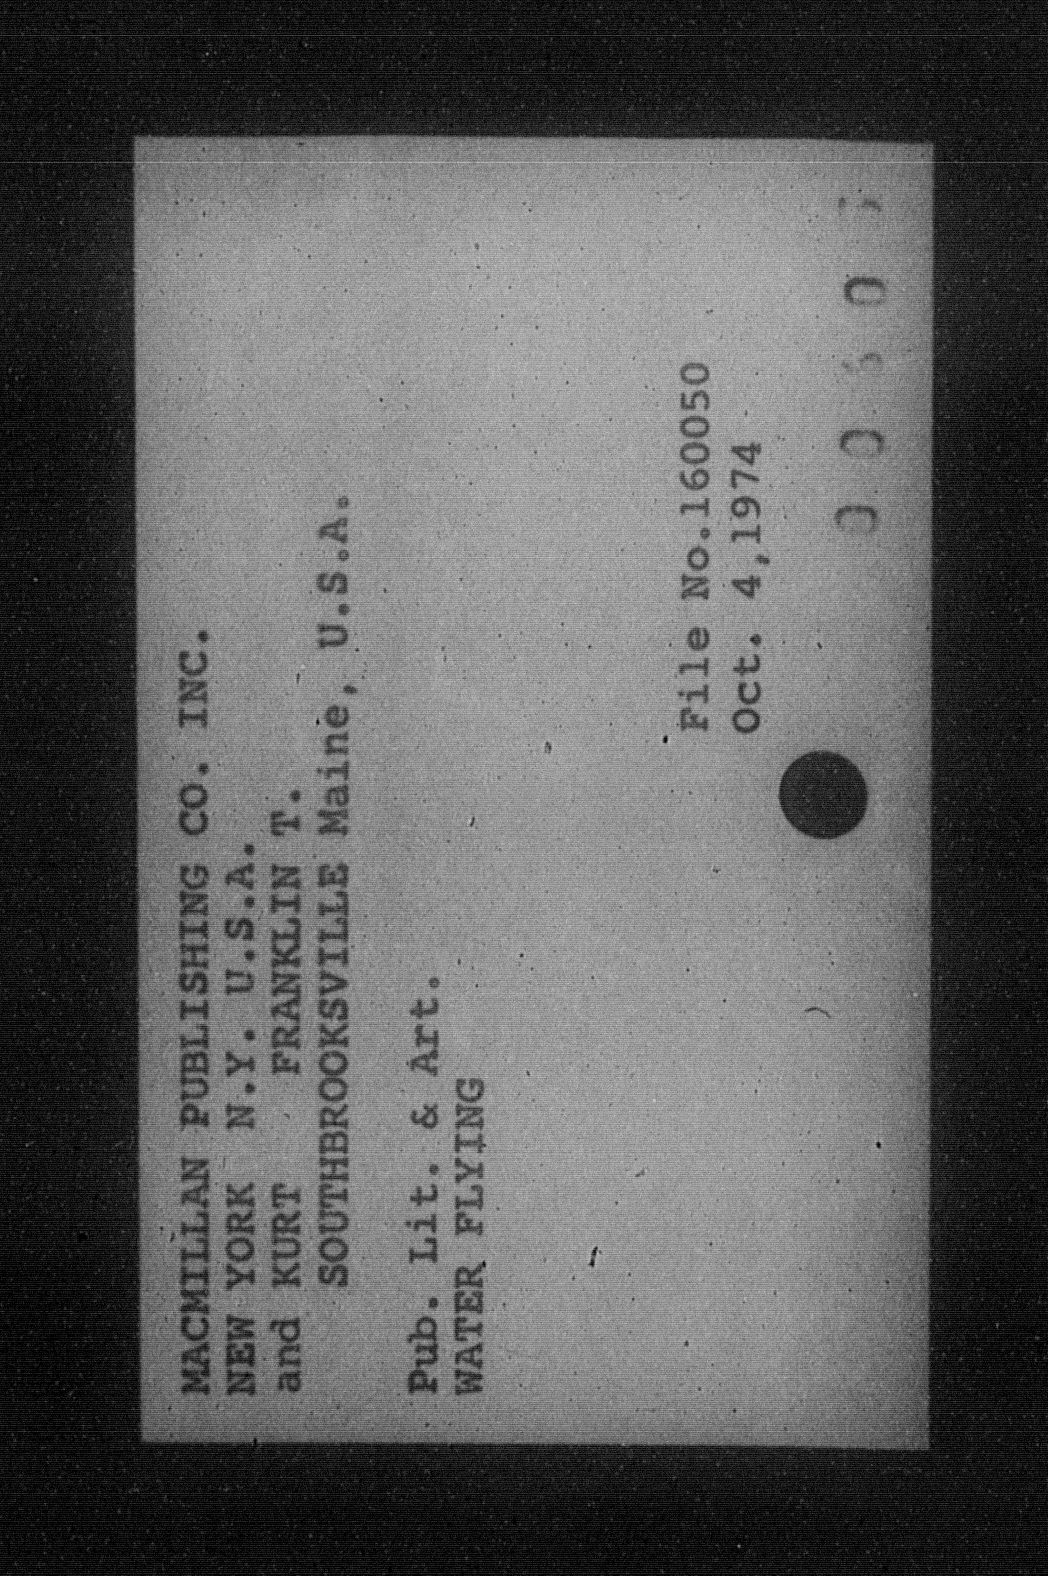 MACMILLAN PUBLISHING CO. INC.
NEW YORK N.Y. U.S.A.
and KURT FRANKLIN T.
SOUTHBROOKSVILLE Maine, U.S.A.
Pub. Lit. & Art.
WATER FLYING
File No.160050
Oct. 4,1974